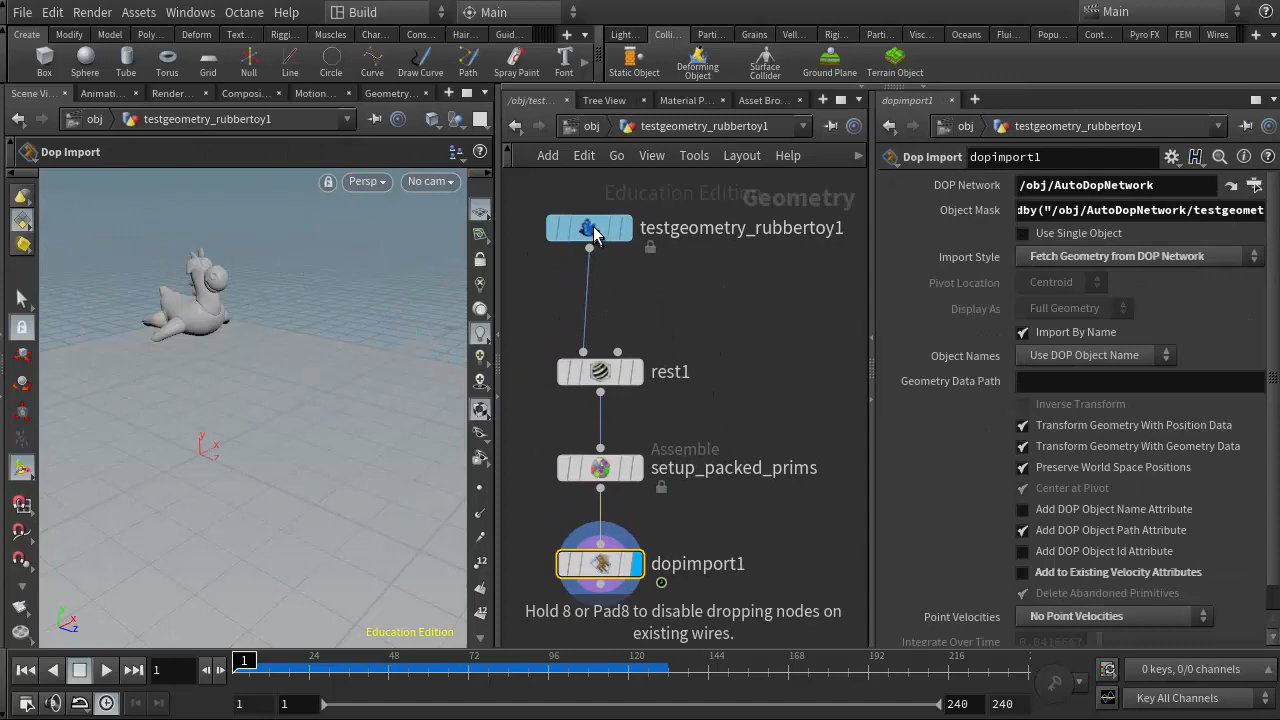 File Edit Render Assets Windows Octane Help Build Main Main
Create Modify Model Poly... Deform Text... Riggi... Muscles Char... Cons... Hair... Guid... Light... Colli... Parti... Grains Vell... Rig... Parti... Visc... Oceans Flui... Popu... Cont... Pyro FX FEM Wires
Box Sphere Tube Torus Grid Null Line Circle Curve Draw Curve Path Spray Paint Font Static Object Deforming Object Surface Collider Ground Plane Terrain Object
Scene Vi... Animati... Render... Composi... Motion... Geometry... /obj/test... Tree View Material P... Asset Bro... dopimport1
obj testgeometry_rubbertoy1 obj testgeometry_rubbertoy1 obj testgeometry_rubbertoy1
Dop Import
Add Edit Go View Tools Layout Help
Dop Import dopimport1
Persp No cam
Education Edition
Geometry
testgeometry_rubbertoy1
rest1
Assemble
setup_packed_prims
dopimport1
Hold 8 or Pad8 to disable dropping nodes on
existing wires.
y
x
z
y
x
z
Education Edition
12
12
DOP Network /obj/AutoDopNetwork
Object Mask dby("/obj/AutoDopNetwork/testgeomet
Use Single Object
Import Style Fetch Geometry from DOP Network
Pivot Location Centroid
Display As Full Geometry
Import By Name
Object Names Use DOP Object Name
Geometry Data Path
Inverse Transform
Transform Geometry With Position Data
Transform Geometry With Geometry Data
Preserve World Space Positions
Center at Pivot
Add DOP Object Name Attribute
Add DOP Object Path Attribute
Add DOP Object Id Attribute
Add to Existing Velocity Attributes
Delete Abandoned Primitives
Point Velocities No Point Velocities
Integrate Over Time 0.0416667
1 1 24 48 72 96 120 144 168 192 216
0 keys, 0/0 channels
1 1 240 240
Key All Channels